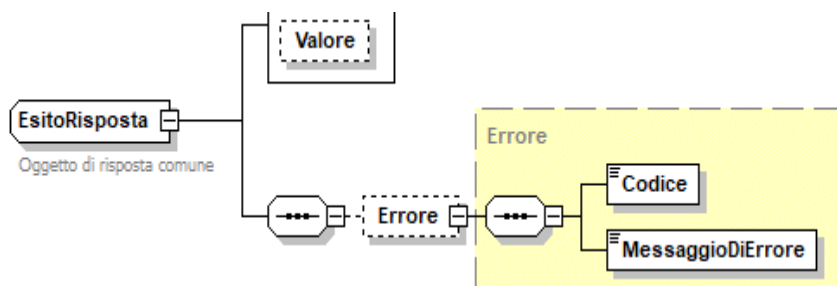 Valore
EsitoRisposta
Oggetto di risposta comune
Errore
Errore
Codice
MessaggioDiErrore